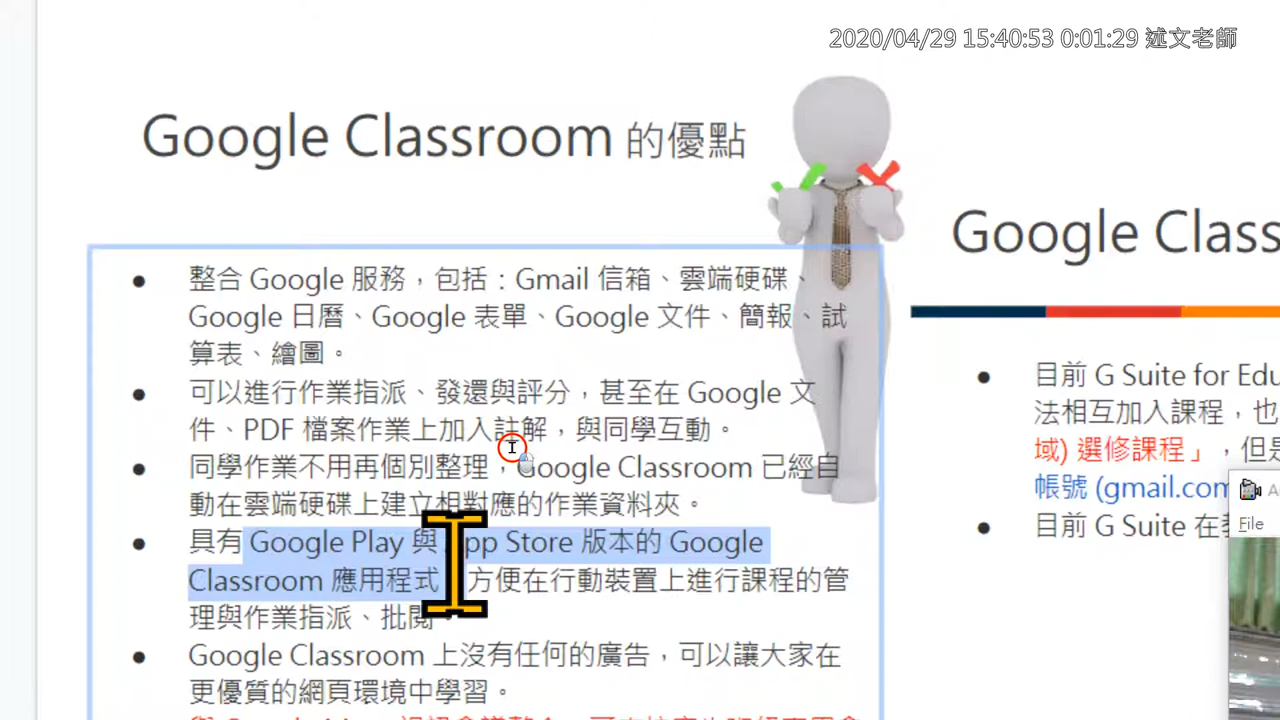 2020/04/29 15:40:53 0:01:29 述文老師
Google Classroom 的優點
● 整合 Google 服務，包括：Gmail 信箱、雲端硬碟、
Google 日曆、Google 表單、Google 文件、簡報、試
算表、繪圖。
● 可以進行作業指派、發還與評分，甚至在 Google 文
件、PDF 檔案作業上加入註解，與同學互動。
● 同學作業不用再個別整理，Google Classroom 已經自
動在雲端硬碟上建立相對應的作業資料夾。
● 具有 Google Play 與 App Store 版本的 Google
Classroom 應用程式 方便在行動裝置上進行課程的管
理與作業指派、批閱。
● Google Classroom 上沒有任何的廣告，可以讓大家在
更優質的網頁環境中學習。
Google Class
● 目前 G Suite for Edu
法相互加入課程，也
域) 選修課程」，但是
帳號 (gmail.com
● 目前 G Suite 在
File